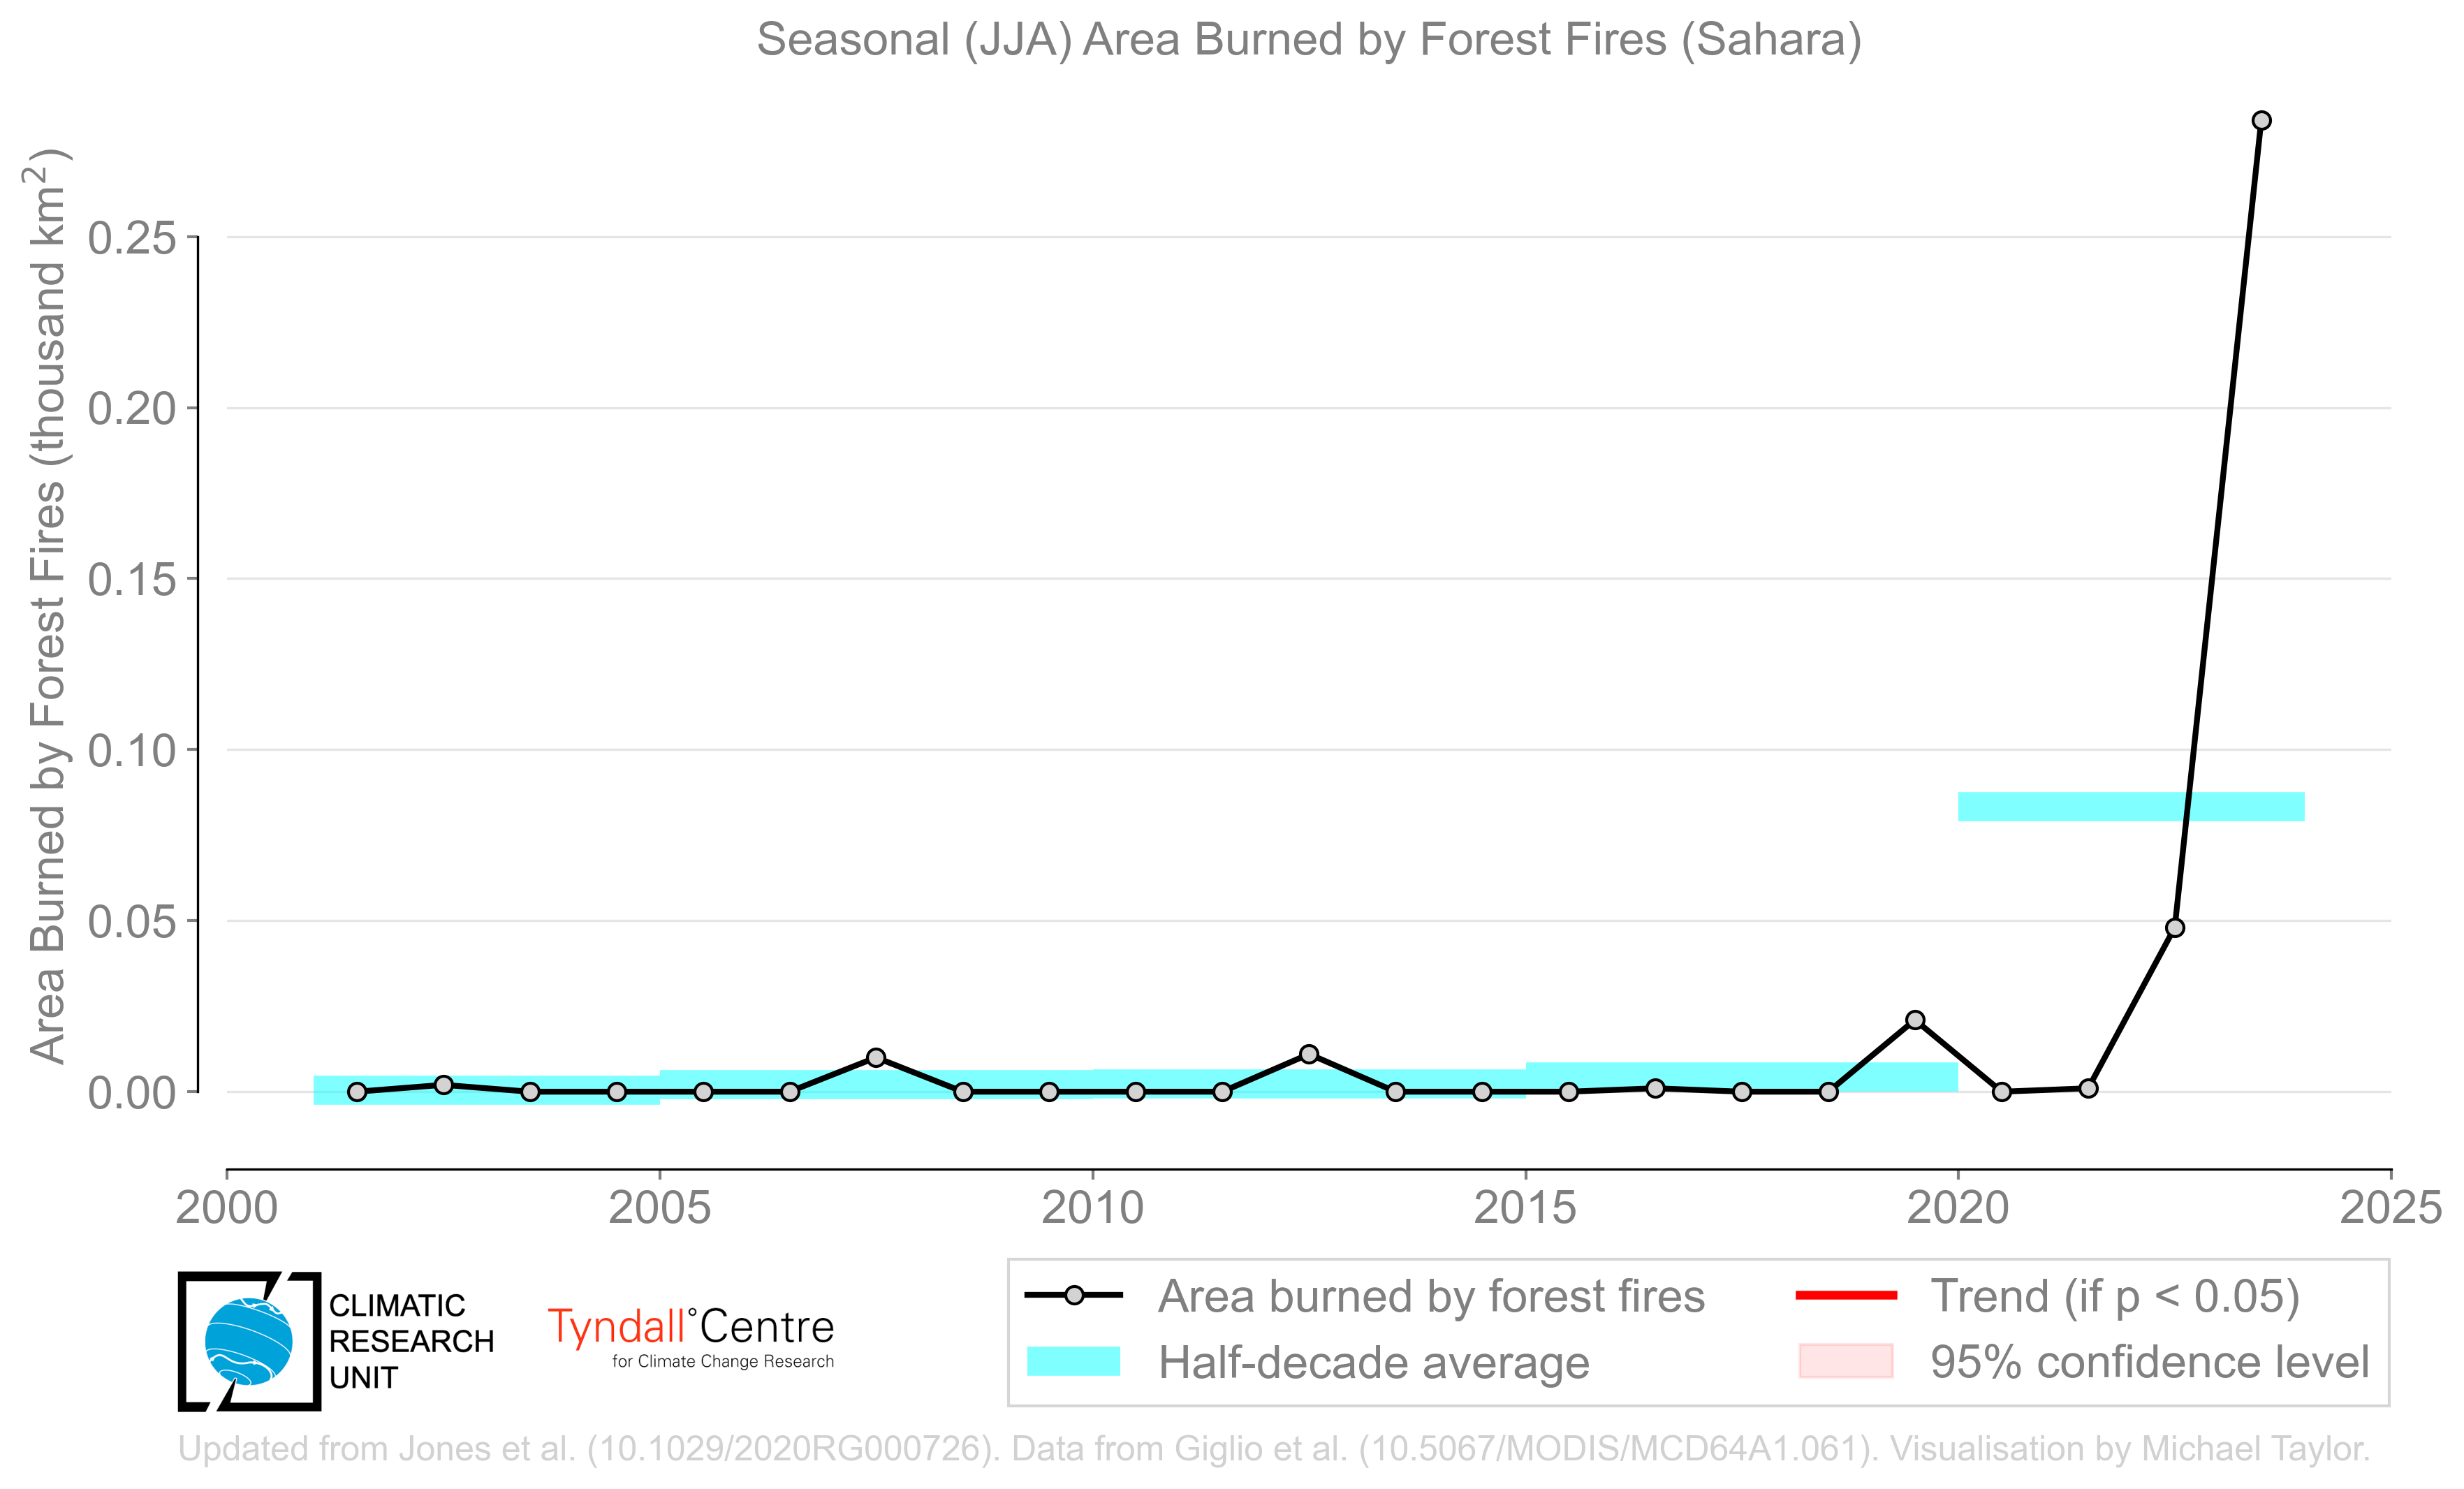 Seasonal (JJA) Area Burned by Forest Fires (Sahara)
Area Burned by Forest Fires (thousand km²)
0.25
0.20
0.15
0.10
0.05
0.00
2000 2005 2010 2015 2020 2025
CLIMATIC
RESEARCH
UNIT
Tyndall°Centre
for Climate Change Research
Area burned by forest fires
Half-decade average
Trend (if p < 0.05)
95% confidence level
Updated from Jones et al. (10.1029/2020RG000726). Data from Giglio et al. (10.5067/MODIS/MCD64A1.061). Visualisation by Michael Taylor.